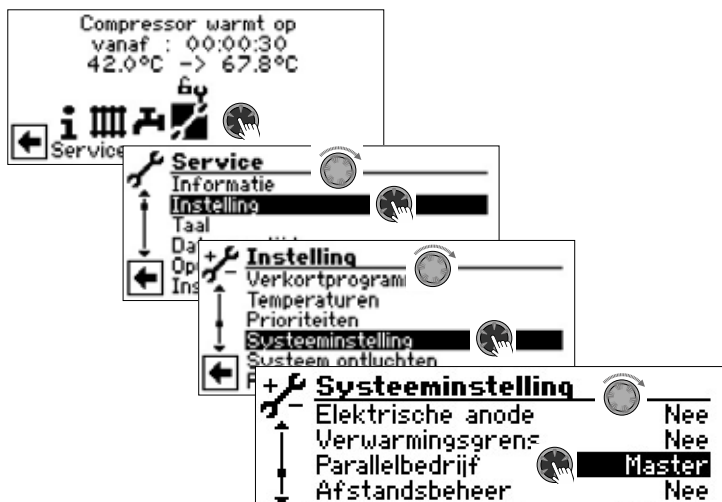 Compressor warmt op
vanaf : 00:00:30
42.0°C -> 67.8°C
Service
Service
Informatie
Instelling
Taal
Instelling
Temperaturen
Prioriteiten
Systeeminstelling
Systeem ontluchten
Systeeminstelling
Elektrische anode Nee
Verwarmingsgrens Nee
Parallelbedrijf Master
Afstandsbeheer Nee